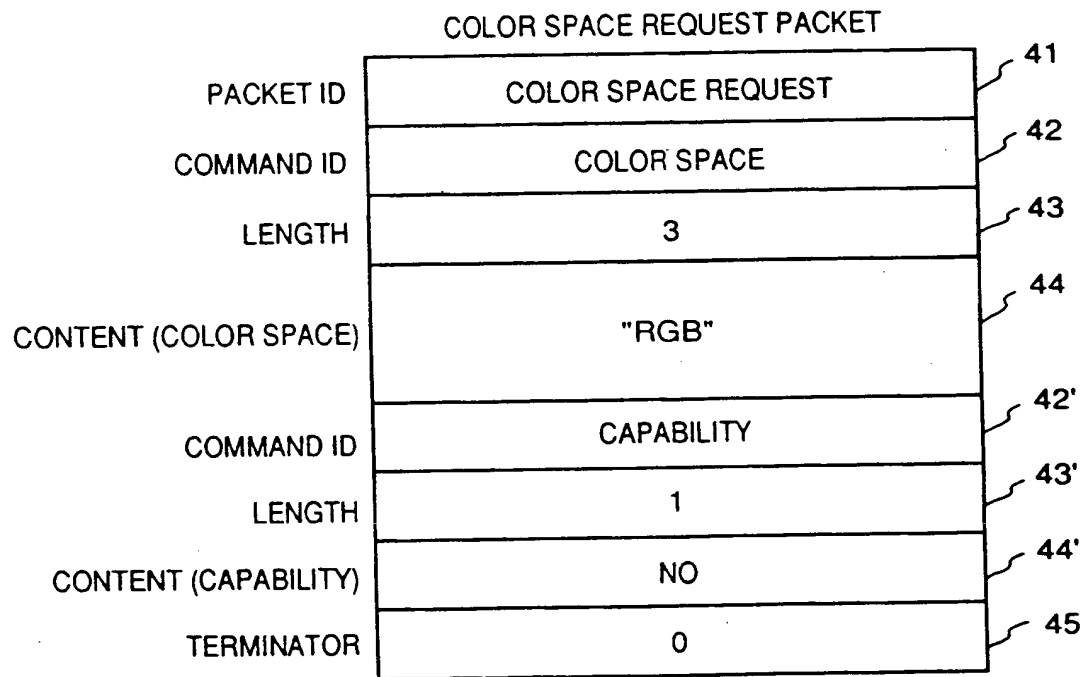 COLOR SPACE REQUEST PACKET
PACKET ID COLOR SPACE REQUEST 41
COMMAND ID COLOR SPACE 42
LENGTH 3 43
CONTENT (COLOR SPACE) "RGB" 44
COMMAND ID CAPABILITY 42'
LENGTH 1 43'
CONTENT (CAPABILITY) NO 44'
TERMINATOR 0 45